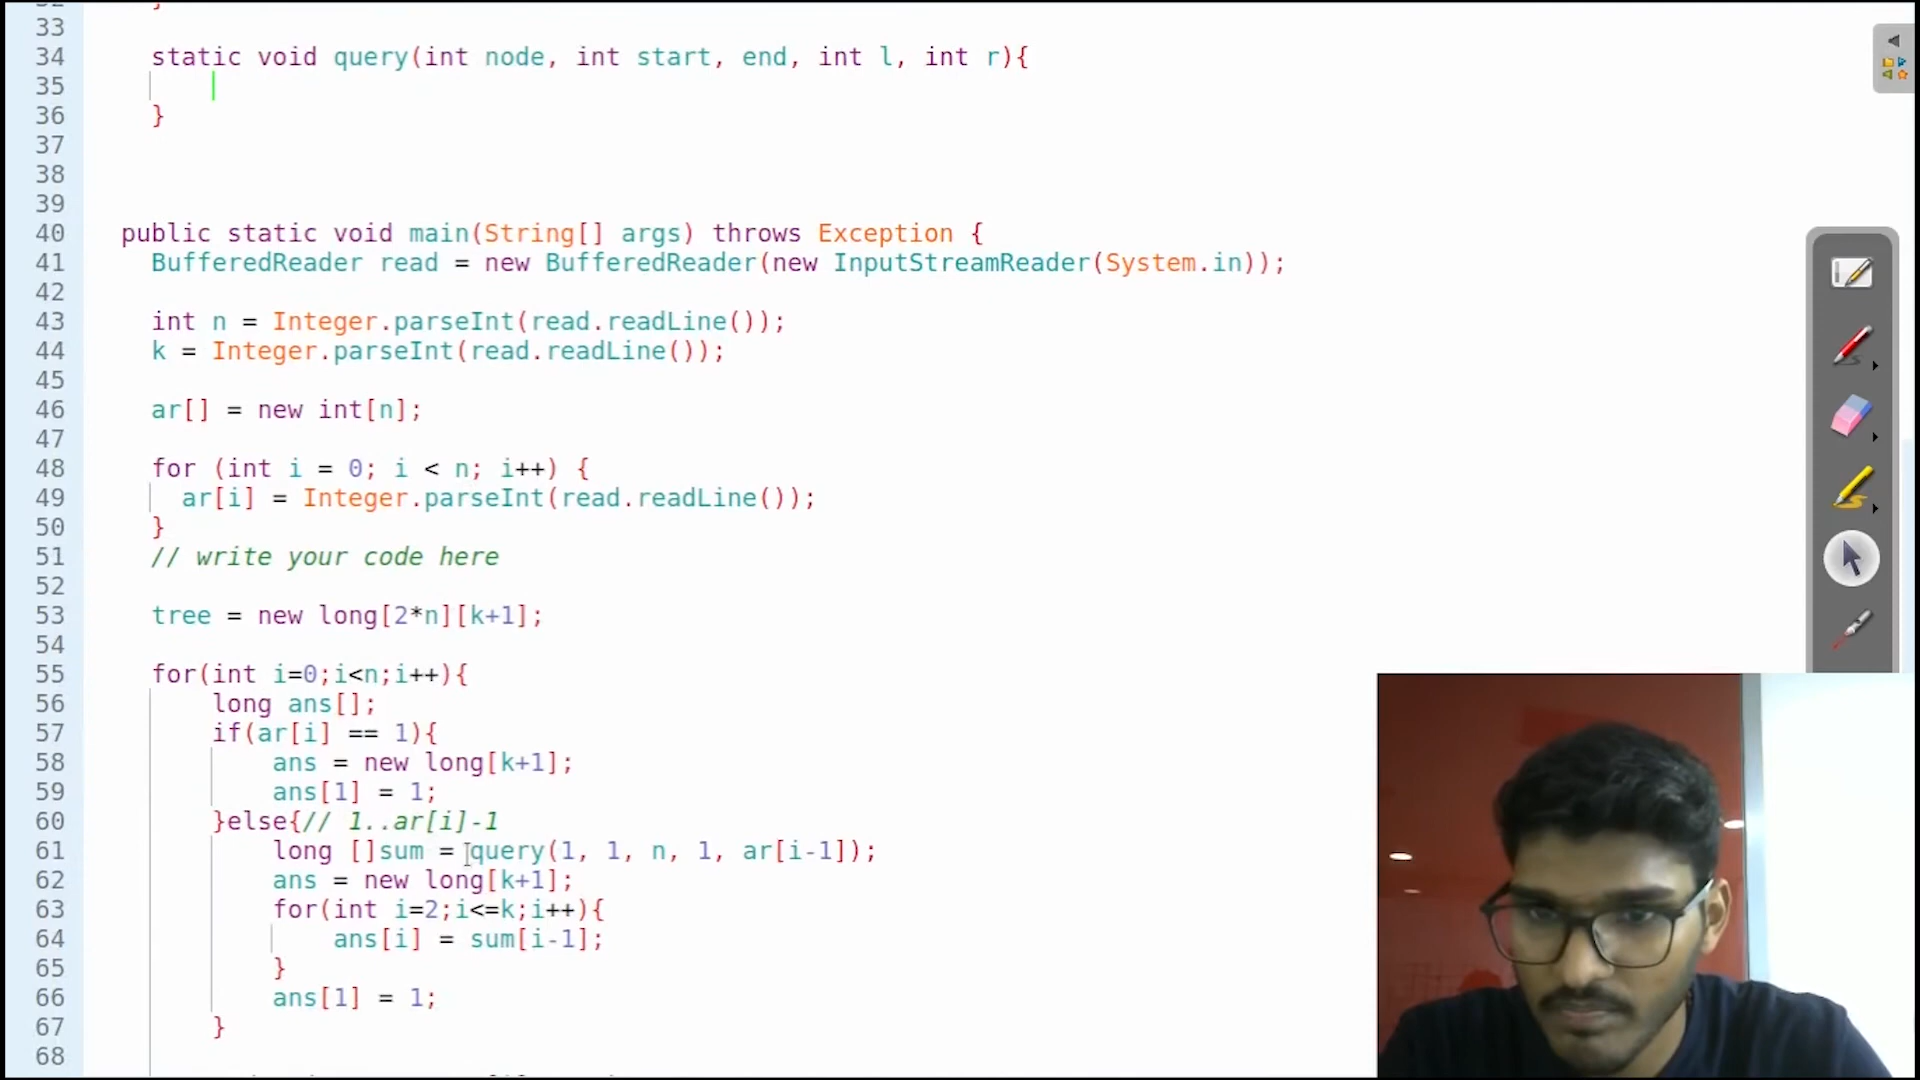 33
34 static void query(int node, int start, end, int l, int r){
35
36 }
37
38
39
40 public static void main(String[] args) throws Exception {
41 BufferedReader read = new BufferedReader(new InputStreamReader(System.in));
42
43 int n = Integer.parseInt(read.readLine());
44 k = Integer.parseInt(read.readLine());
45
46 ar[] = new int[n];
47
48 for (int i = 0; i < n; i++) {
49 ar[i] = Integer.parseInt(read.readLine());
50 }
51 // write your code here
52
53 tree = new long[2*n][k+1];
54
55 for(int i=0;i<n;i++){
56 long ans[];
57 if(ar[i] == 1){
58 ans = new long[k+1];
59 ans[1] = 1;
60 }else{// 1..ar[i]-1
61 long []sum = query(1, 1, n, 1, ar[i-1]);
62 ans = new long[k+1];
63 for(int i=2;i<=k;i++){
64 ans[i] = sum[i-1];
65 }
66 ans[1] = 1;
67 }
68